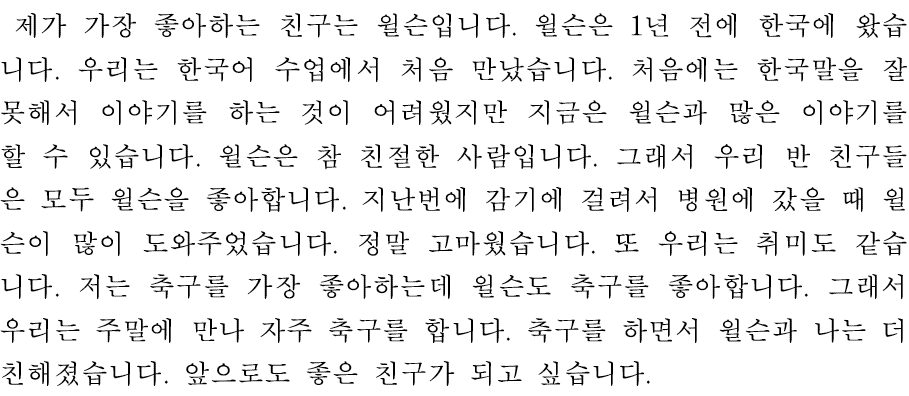 제가 가장 좋아하는 친구는 윌슨입니다. 윌슨은 1년 전에 한국에 왔습
니다. 우리는 한국어 수업에서 처음 만났습니다. 처음에는 한국말을 잘
못해서 이야기를 하는 것이 어려웠지만 지금은 윌슨과 많은 이야기를
할 수 있습니다. 윌슨은 참 친절한 사람입니다. 그래서 우리 반 친구들
은 모두 윌슨을 좋아합니다. 지난번에 감기에 걸려서 병원에 갔을 때 윌
슨이 많이 도와주었습니다. 정말 고마웠습니다. 또 우리는 취미도 같습
니다. 저는 축구를 가장 좋아하는데 윌슨도 축구를 좋아합니다. 그래서
우리는 주말에 만나 자주 축구를 합니다. 축구를 하면서 윌슨과 나는 더
친해졌습니다. 앞으로도 좋은 친구가 되고 싶습니다.